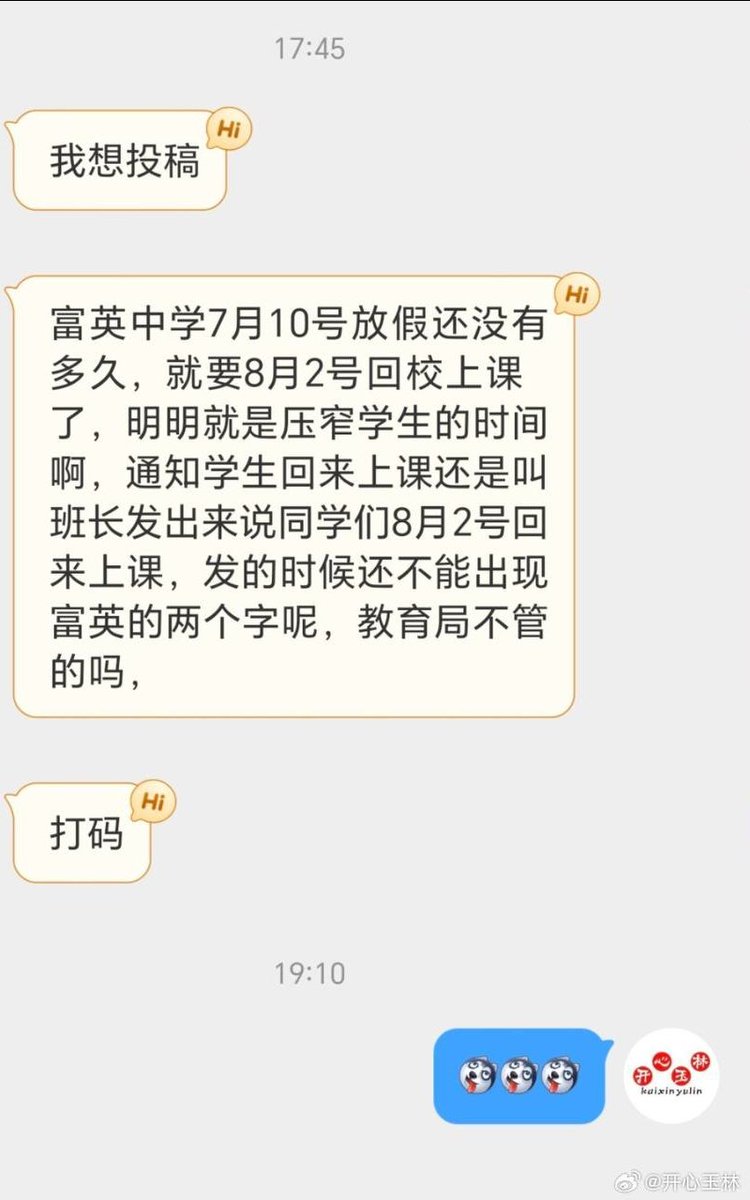 17:45
Hi
我想投稿
Hi
富英中学7月10号放假还没有
多久，就要8月2号回校上课
了，明明就是压窄学生的时间
啊，通知学生回来上课还是叫
班长发出来说同学们8月2号回
来上课，发的时候还不能出现
富英的两个字呢，教育局不管
的吗，
Hi
打码
19:10
开心玉林
kaixinyulin
@开心玉林